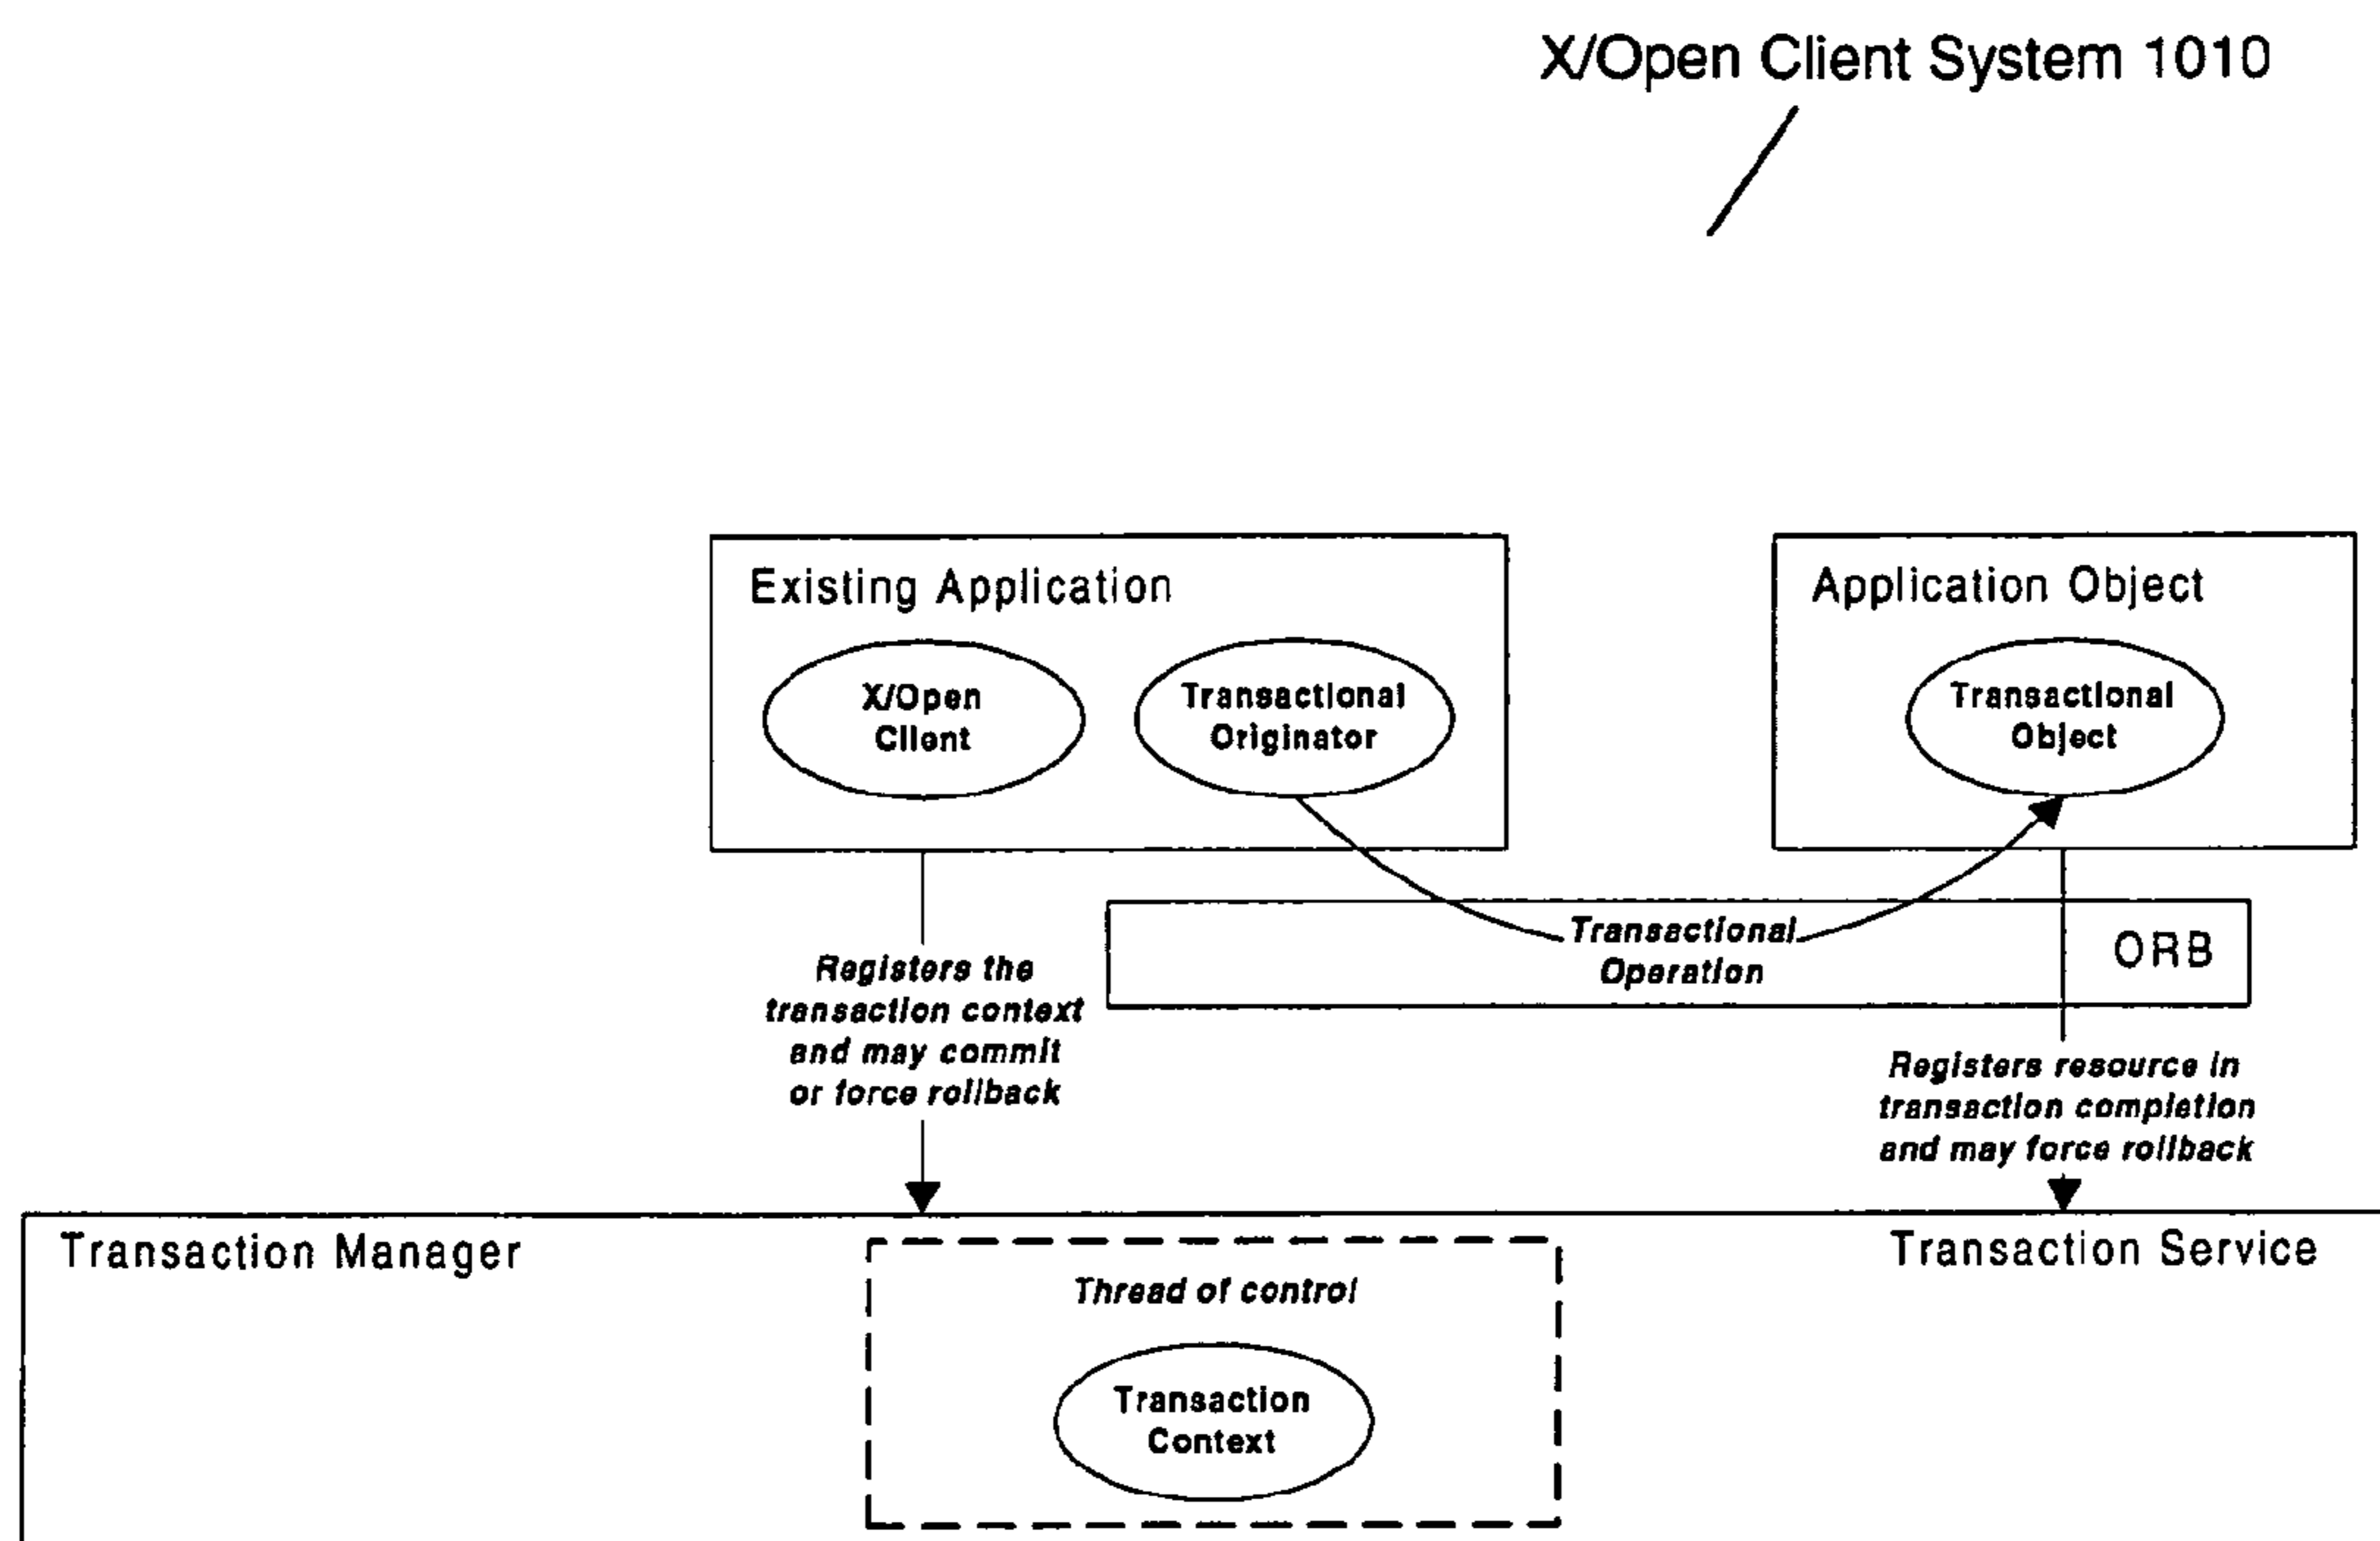 X/Open Client System 1010
Existing Application
X/Open
Client
Transactional
Originator
Application Object
Transactional
Object
Transactional
Operation
ORB
Registers the
transaction context
and may commit
or force rollback
Registers resource in
transaction completion
and may force rollback
Transaction Manager
Transaction Service
Thread of control
Transaction
Context